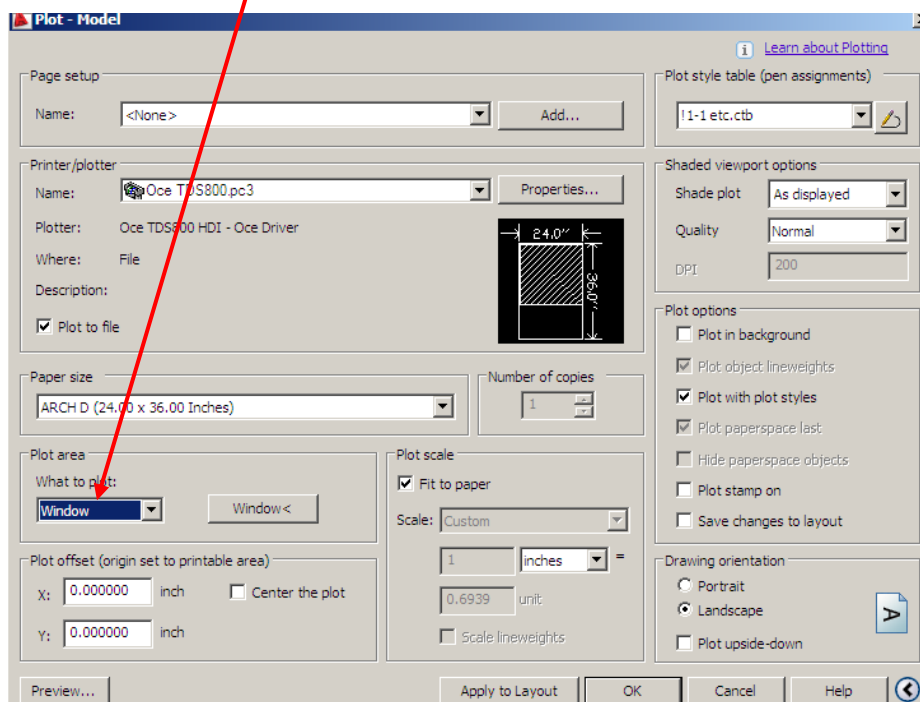 Plot - Model
Learn about Plotting
Page setup
Name: <None> Add...
Plot style table (pen assignments)
!1-1 etc.ctb
Printer/plotter
Name: Oce TDS800.pc3 Properties...
Plotter: Oce TDS800 HDI - Oce Driver
Where: File
Description:
Plot to file
24.0''
36.0''
Shaded viewport options
Shade plot As displayed
Quality Normal
DPI 200
Paper size
ARCH D (24.00 x 36.00 Inches)
Number of copies
1
Plot options
Plot in background
Plot object lineweights
Plot with plot styles
Plot paperspace last
Hide paperspace objects
Plot stamp on
Save changes to layout
Plot area
What to plot:
Window Window<
Plot scale
Fit to paper
Scale: Custom
1 inches =
0.6939 unit
Scale lineweights
Plot offset (origin set to printable area)
X: 0.000000 inch Center the plot
Y: 0.000000 inch
Drawing orientation
Portrait
Landscape
Plot upside-down
A
Preview... Apply to Layout OK Cancel Help